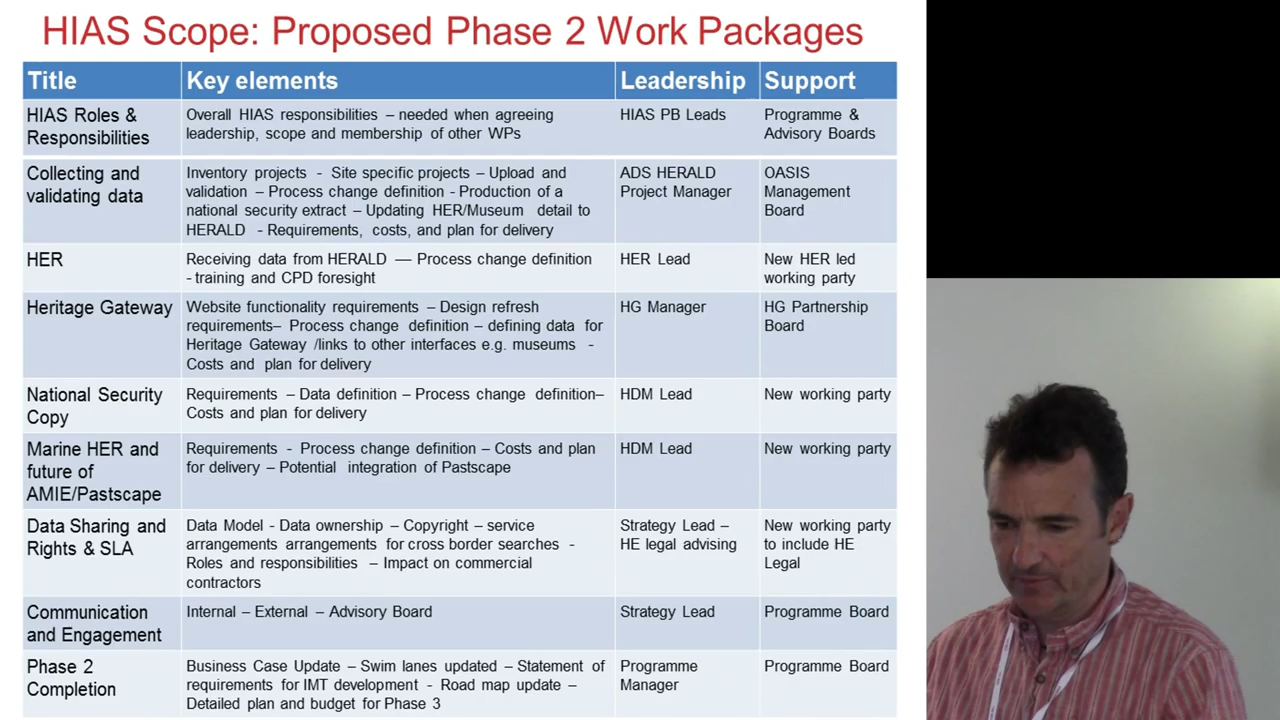 HIAS Scope: Proposed Phase 2 Work Packages
Title Key elements Leadership Support
HIAS Roles &
Responsibilities
Overall HIAS responsibilities – needed when agreeing
leadership, scope and membership of other WPs
HIAS PB Leads
Programme &
Advisory Boards
Collecting and
validating data
Inventory projects - Site specific projects – Upload and
validation – Process change definition - Production of a
national security extract – Updating HER/Museum detail to
HERALD - Requirements, costs, and plan for delivery
ADS HERALD
Project Manager
OASIS
Management
Board
HER
Receiving data from HERALD –– Process change definition
- training and CPD foresight
HER Lead
New HER led
working party
Heritage Gateway
Website functionality requirements – Design refresh
requirements– Process change definition – defining data for
Heritage Gateway /links to other interfaces e.g. museums -
Costs and plan for delivery
HG Manager
HG Partnership
Board
National Security
Copy
Requirements – Data definition – Process change definition–
Costs and plan for delivery
HDM Lead
New working party
Marine HER and
future of
AMIE/Pastscape
Requirements - Process change definition – Costs and plan
for delivery – Potential integration of Pastscape
HDM Lead
New working party
Data Sharing and
Rights & SLA
Data Model - Data ownership – Copyright – service
arrangements arrangements for cross border searches -
Roles and responsibilities – Impact on commercial
contractors
Strategy Lead –
HE legal advising
New working party
to include HE
Legal
Communication
and Engagement
Internal – External – Advisory Board
Strategy Lead
Programme Board
Phase 2
Completion
Business Case Update – Swim lanes updated – Statement of
requirements for IMT development - Road map update –
Detailed plan and budget for Phase 3
Programme
Manager
Programme Board